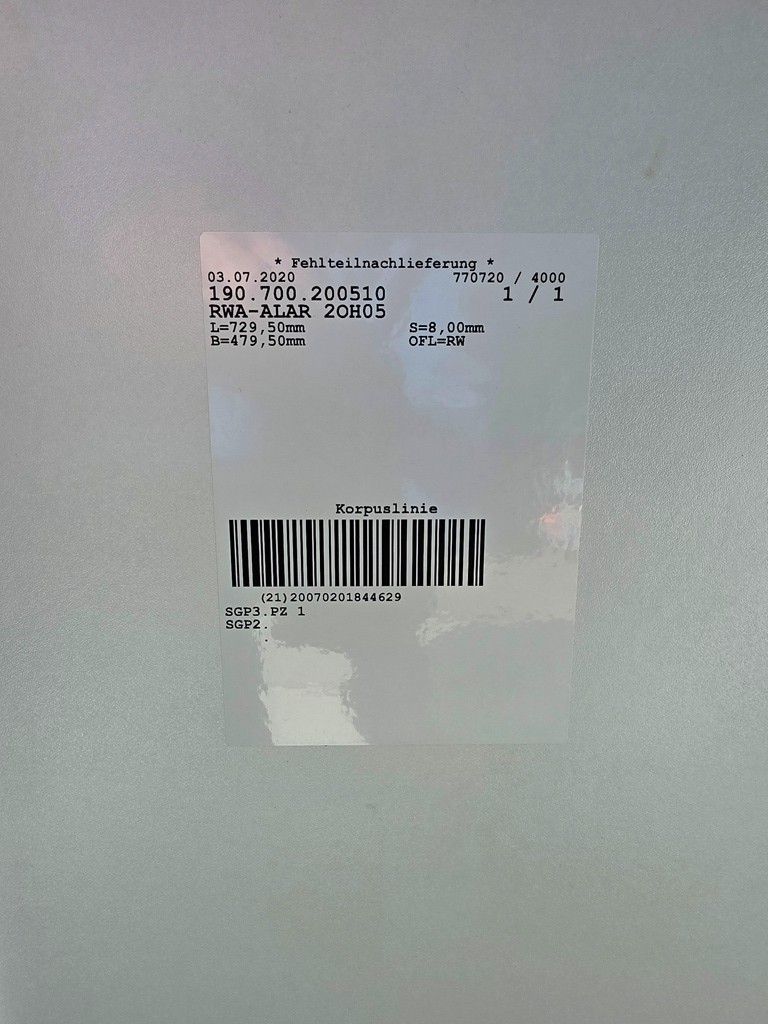 * Fehlteilnachlieferung *
03.07.2020 770720 / 4000
190.700.200510 1 / 1
RWA-ALAR 2OH05
L=729,50mm S=8,00mm
B=479,50mm OFL=RW
Korpuslinie
(21)20070201844629
SGP3.PZ 1
SGP2.
.